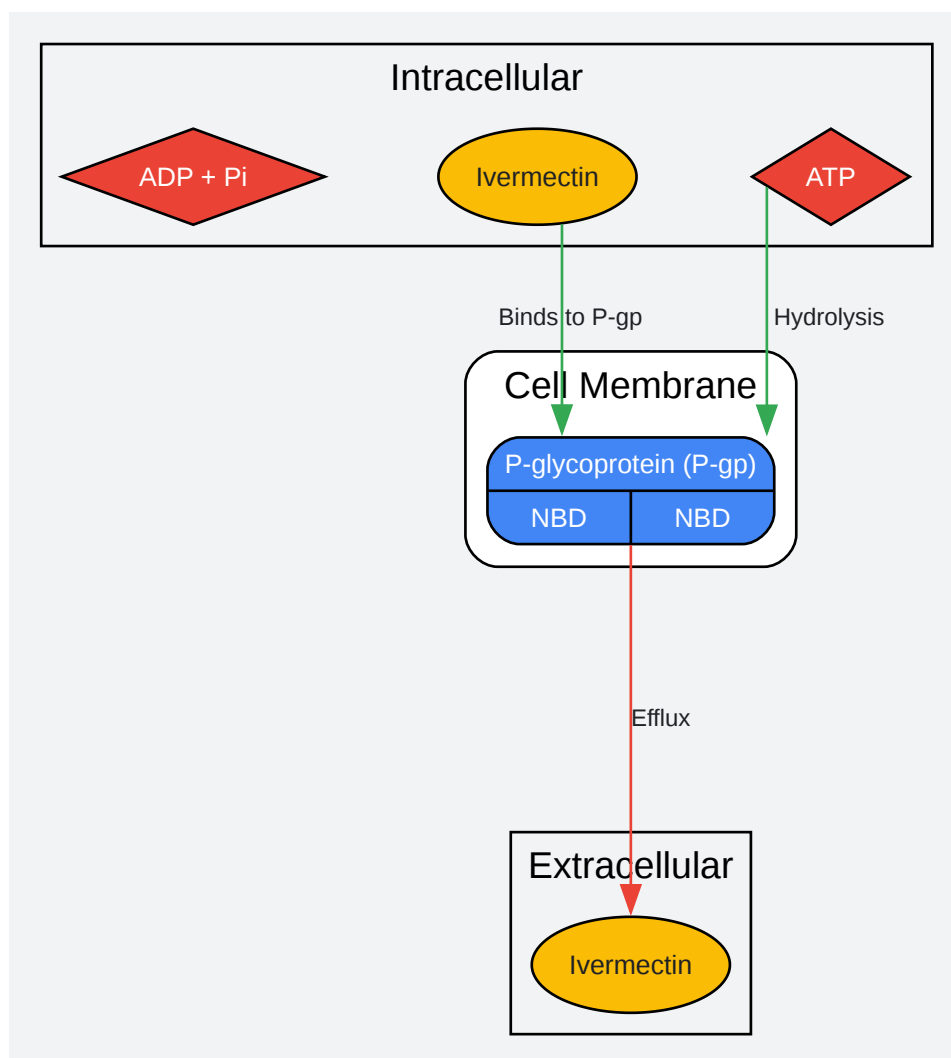 Intracellular
ADP + Pi
Ivermectin
ATP
Binds to P-gp
Hydrolysis
Cell Membrane
P-glycoprotein (P-gp)
NBD
NBD
Efflux
Extracellular
Ivermectin